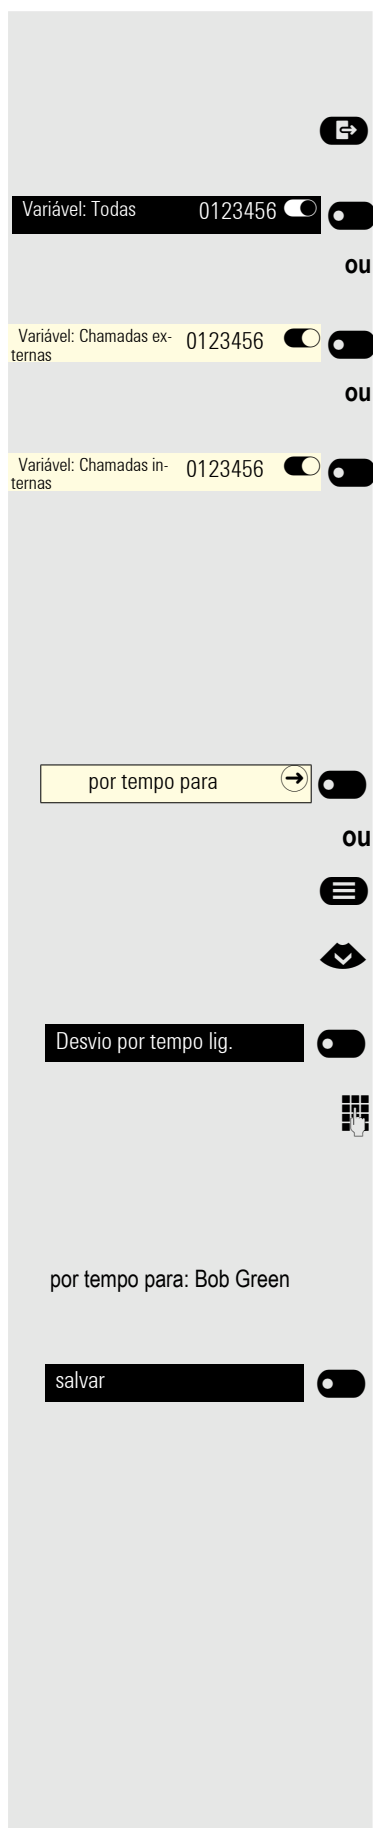 Variável: Todas 0123456
ou
Variável: Chamadas ex- 0123456
ternas
ou
Variável: Chamadas in- 0123456
ternas
por tempo para
ou
Desvio por tempo lig.
por tempo para: Bob Green
salvar